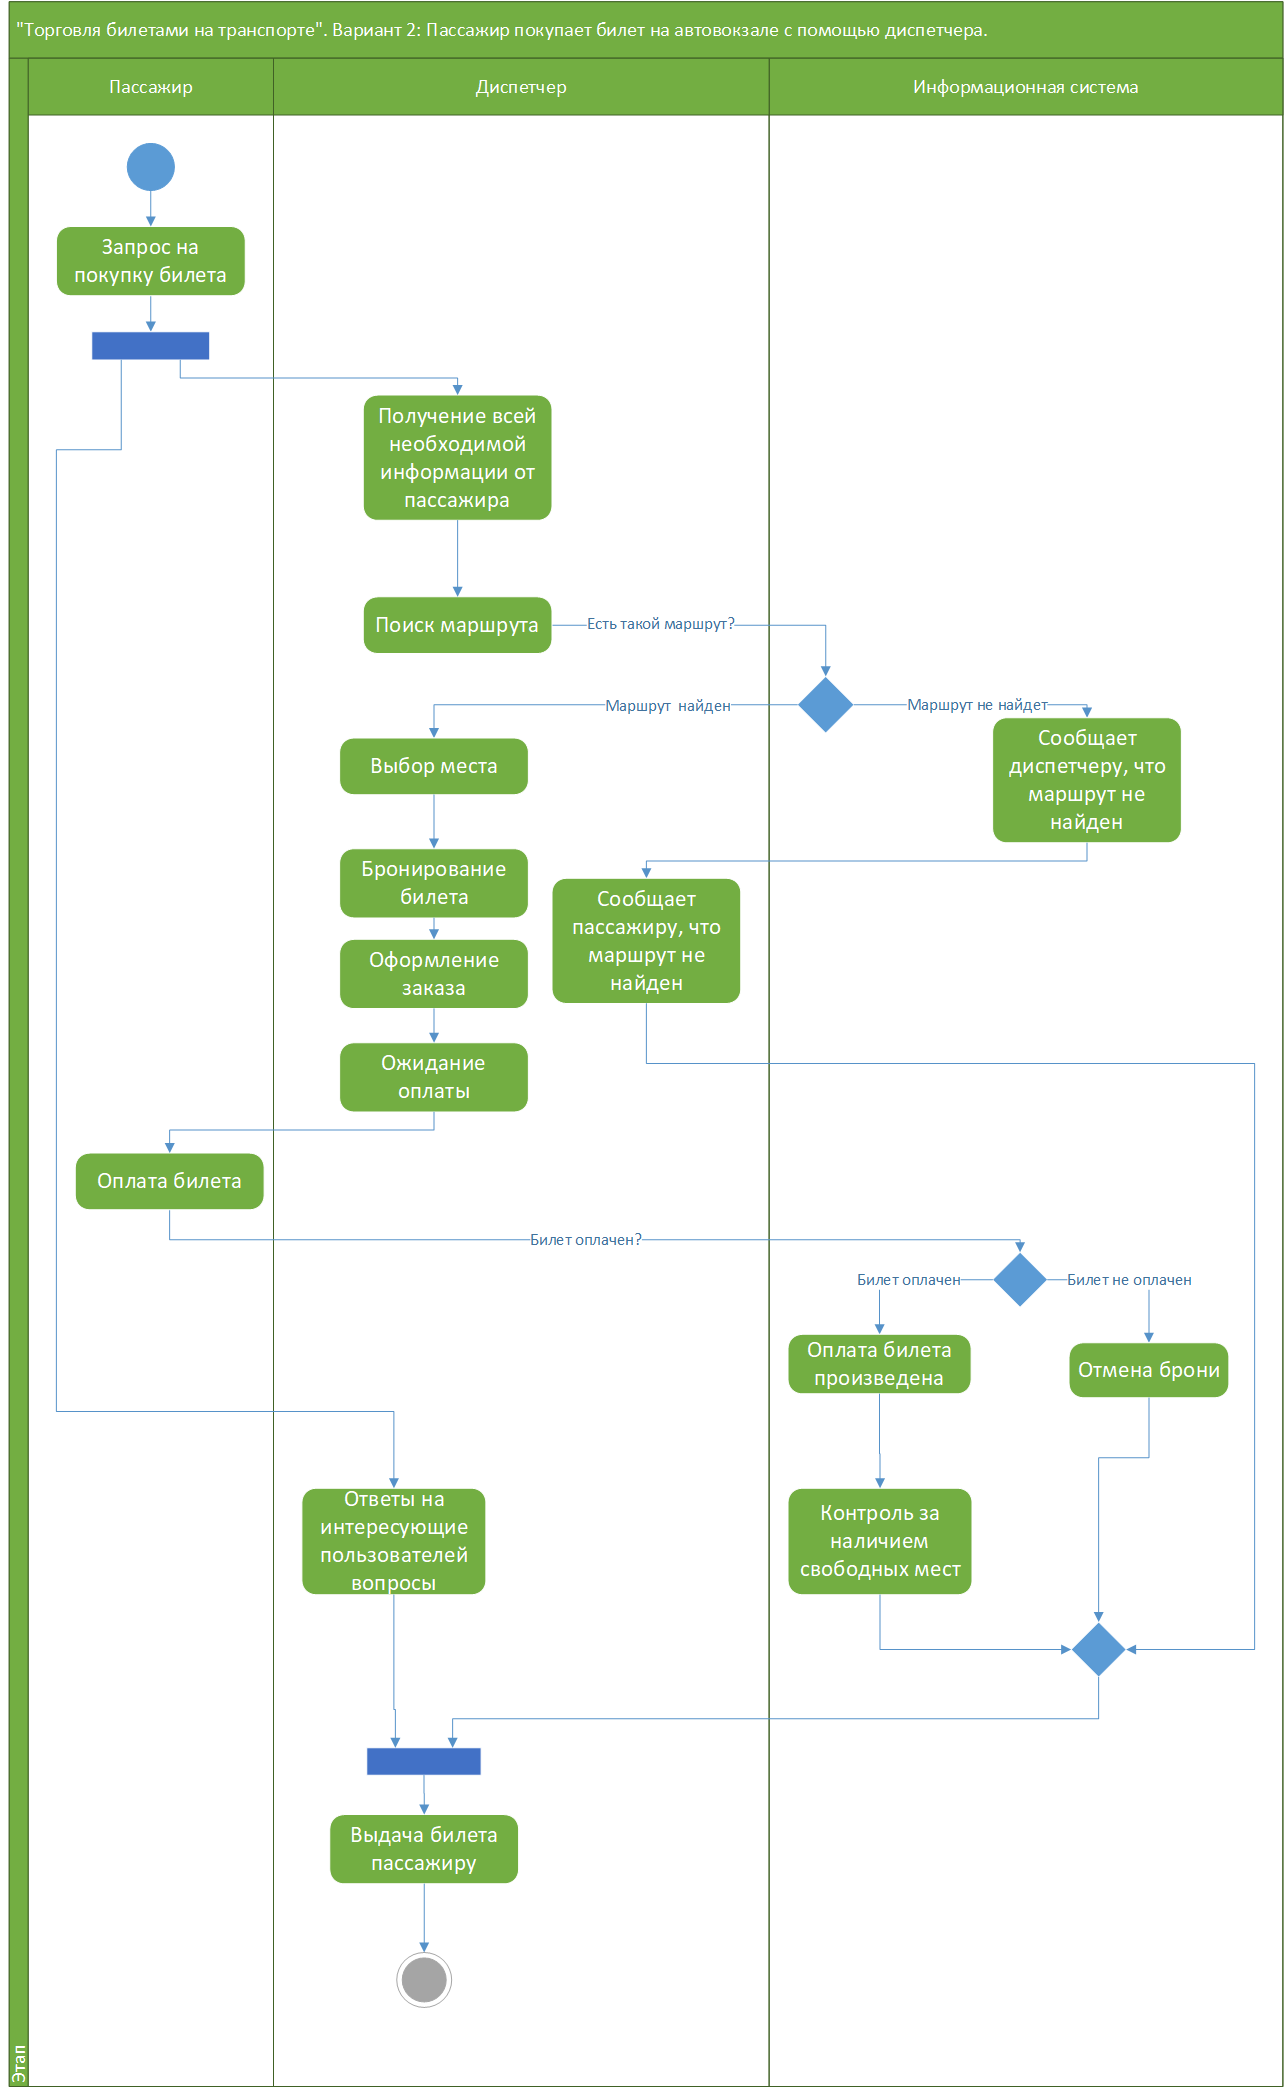 "Торговля билетами на транспорте". Вариант 2: Пассажир покупает билет на автовокзале с помощью диспетчера.
Пассажир
Диспетчер
Информационная система
Запрос на
покупку билета
Получение всей
необходимой
информации от
пассажира
Поиск маршрута
Есть такой маршрут?
Маршрут найден
Маршрут не найдет
Выбор места
Сообщает
диспетчеру, что
маршрут не
найден
Бронирование
билета
Сообщает
пассажиру, что
маршрут не
найден
Оформление
заказа
Ожидание
оплаты
Оплата билета
Билет оплачен?
Билет оплачен
Билет не оплачен
Оплата билета
произведена
Отмена брони
Ответы на
интересующие
пользователей
вопросы
Контроль за
наличием
свободных мест
Выдача билета
пассажиру
Этап